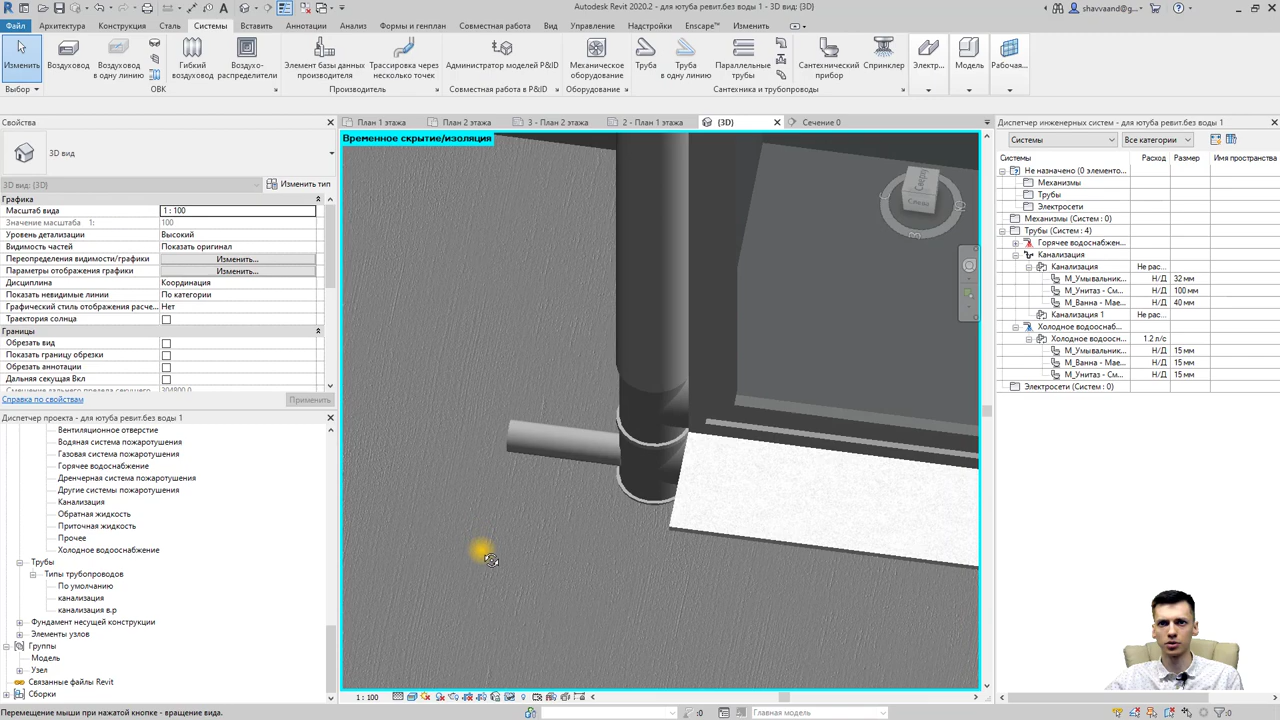 Autodesk Revit 2020.2 - для ютуба ревит.без воды 1 - 3D вид: {3D}
shavvaand@g...
Файл Архитектура Конструкция Сталь Системы Вставить Аннотации Анализ Формы и генплан Совместная работа Вид Управление Надстройки Enscape™ Изменить
Изменить
Воздуховод
Воздуховод в одну линию
Гибкий воздуховод
Воздухо-распределители
Элемент базы данных производителя
Трассировка через несколько точек
Администратор моделей P&ID
Механическое оборудование
Труба
Труба в одну линию
Параллельные трубы
Сантехнический прибор
Спринклер
Электр...
Модель
Рабочая...
Выбор ОВК Производитель Совместная работа в P&ID Оборудование Сантехника и трубопроводы
Свойства
3D вид
3D вид: {3D} Изменить тип
Графика
Масштаб вида 1 : 100
Значение масштаба 1: 100
Уровень детализации Высокий
Видимость частей Показать оригинал
Переопределения видимости/графики Изменить...
Параметры отображения графики Изменить...
Дисциплина Координация
Показать невидимые линии По категории
Графический стиль отображения расче... Нет
Траектория солнца
Границы
Обрезать вид
Показать границу обрезки
Обрезать аннотации
Дальняя секущая Вкл
Смещение дальнего предела секущего... 304800.0
Справка по свойствам Применить
Диспетчер проекта - для ютуба ревит.без воды 1
Вентиляционное отверстие
Водяная система пожаротушения
Газовая система пожаротушения
Горячее водоснабжение
Дренчерная система пожаротушения
Другие системы пожаротушения
Канализация
Обратная жидкость
Приточная жидкость
Прочее
Холодное водоснабжение
Трубы
Типы трубопроводов
По умолчанию
канализация
канализация в.р
Фундамент несущей конструкции
Элементы узлов
Группы
Модель
Узел
Связанные файлы Revit
Сборки
План 1 этажа План 2 этажа 3 - План 2 этажа 2 - План 1 этажа {3D} Сечение 0
Временное скрытие/изоляция
Слева
1 : 100
Диспетчер инженерных систем - для ютуба ревит.без воды 1
Системы Все категории
Системы Расход Размер Имя пространства
Не назначено (0 элементо...
Механизмы
Трубы
Электросети
Механизмы (Систем : 0)
Трубы (Систем : 4)
Горячее водоснабжен...
Канализация
Канализация Не рас...
М_Умывальник... Н/Д 32 мм
М_Унитаз - См... Н/Д 100 мм
М_Ванна - Мае... Н/Д 40 мм
Канализация 1 Не рас...
Холодное водоснаб...
Холодное водоосн... 1.2 л/с
М_Умывальник... Н/Д 15 мм
М_Ванна - Мае... Н/Д 15 мм
М_Унитаз - См... Н/Д 15 мм
Электросети (Систем : 0)
Перемещение мыши при нажатой кнопке - вращение вида.
:0
Главная модель
:0